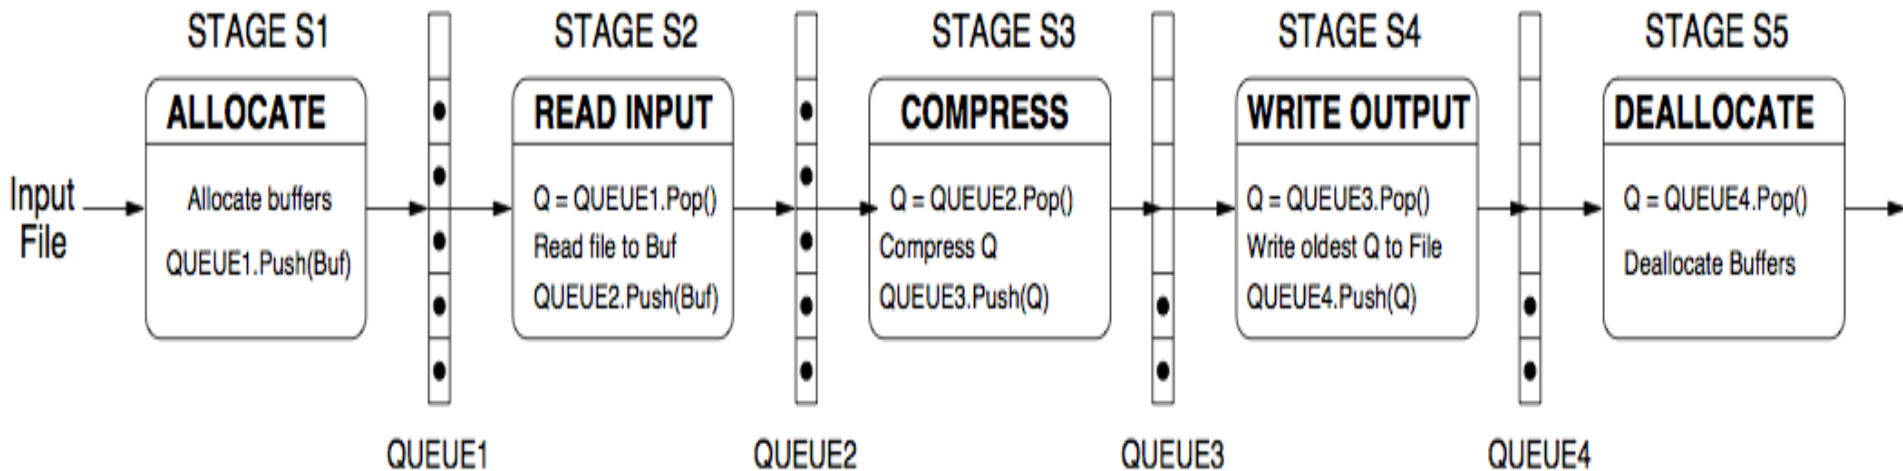 STAGE S1
STAGE S2
STAGE S3
STAGE S4
STAGE S5
Input
File
ALLOCATE
Allocate buffers
QUEUE1.Push(Buf)
READ INPUT
Q = QUEUE1.Pop()
Read file to Buf
QUEUE2.Push(Buf)
COMPRESS
Q = QUEUE2.Pop()
Compress Q
QUEUE3.Push(Q)
WRITE OUTPUT
Q = QUEUE3.Pop()
Write oldest Q to File
QUEUE4.Push(Q)
DEALLOCATE
Q = QUEUE4.Pop()
Deallocate Buffers
QUEUE1
QUEUE2
QUEUE3
QUEUE4